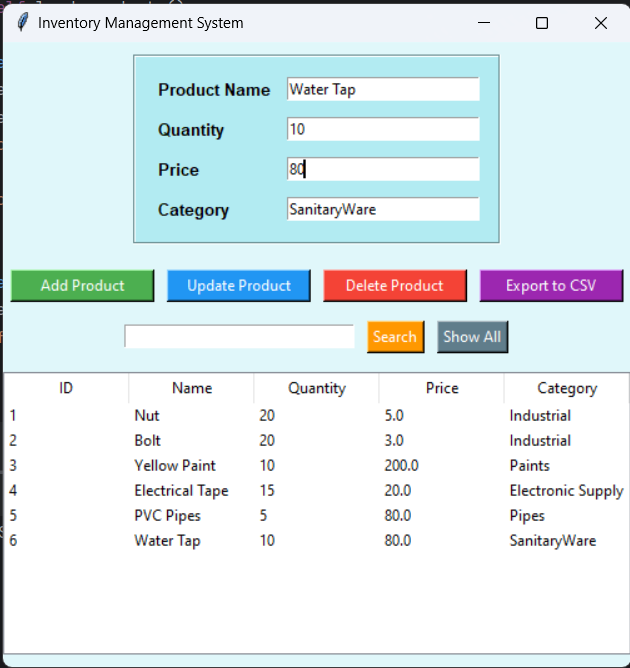 Inventory Management System
Product Name Water Tap
Quantity 10
Price 80
Category SanitaryWare
Add Product Update Product Delete Product Export to CSV
Search Show All
ID Name Quantity Price Category
1 Nut 20 5.0 Industrial
2 Bolt 20 3.0 Industrial
3 Yellow Paint 10 200.0 Paints
4 Electrical Tape 15 20.0 Electronic Supply
5 PVC Pipes 5 80.0 Pipes
6 Water Tap 10 80.0 SanitaryWare